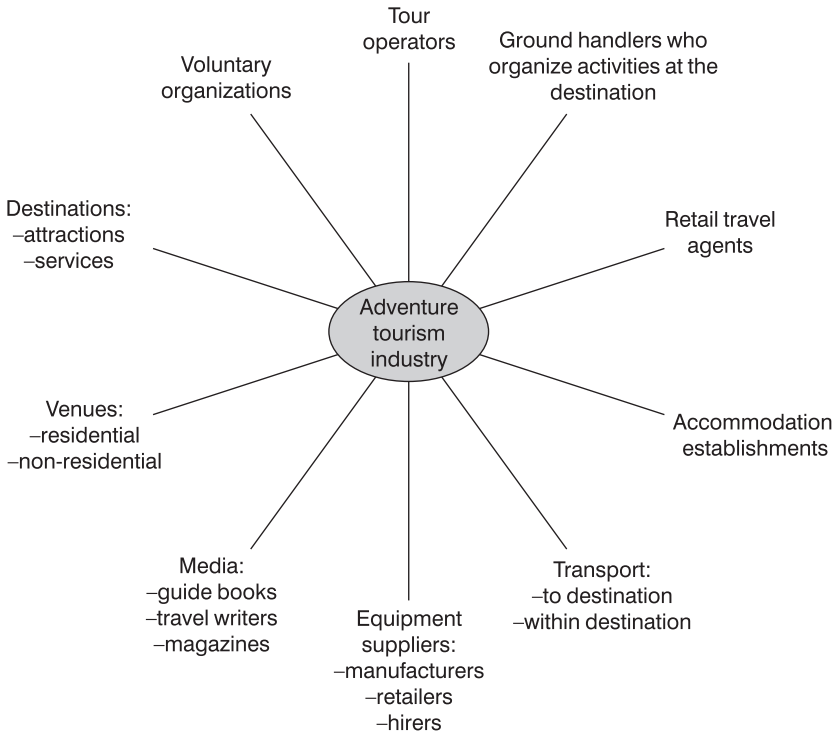 Tour
operators
Ground handlers who
organize activities at the
destination
Voluntary
organizations
Destinations:
–attractions
–services
Retail travel
agents
Adventure
tourism
industry
Venues:
–residential
–non-residential
Accommodation
establishments
Media:
–guide books
–travel writers
–magazines
Equipment
suppliers:
–manufacturers
–retailers
–hirers
Transport:
–to destination
–within destination